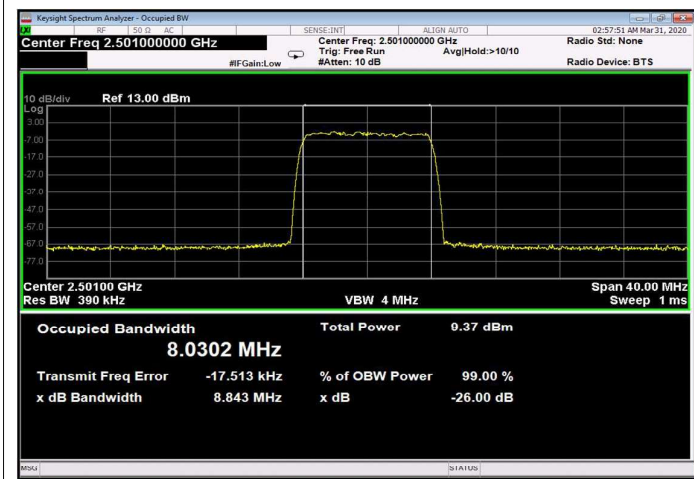 Keysight Spectrum Analyzer - Occupied BW
RF 50 Ω AC SENSE:INT ALIGN AUTO 02:57:51 AM Mar 31, 2020
Center Freq 2.501000000 GHz
Center Freq: 2.501000000 GHz
Radio Std: None
Trig: Free Run Avg|Hold:>10/10
#IFGain:Low #Atten: 10 dB Radio Device: BTS
10 dB/div Ref 13.00 dBm
Log
3.00
-7.00
-17.0
-27.0
-37.0
-47.0
-57.0
-67.0
-77.0
Center 2.50100 GHz Span 40.00 MHz
Res BW 390 kHz VBW 4 MHz Sweep 1 ms
Occupied Bandwidth Total Power 9.37 dBm
8.0302 MHz
Transmit Freq Error -17.513 kHz % of OBW Power 99.00 %
x dB Bandwidth 8.843 MHz x dB -26.00 dB
MSG STATUS